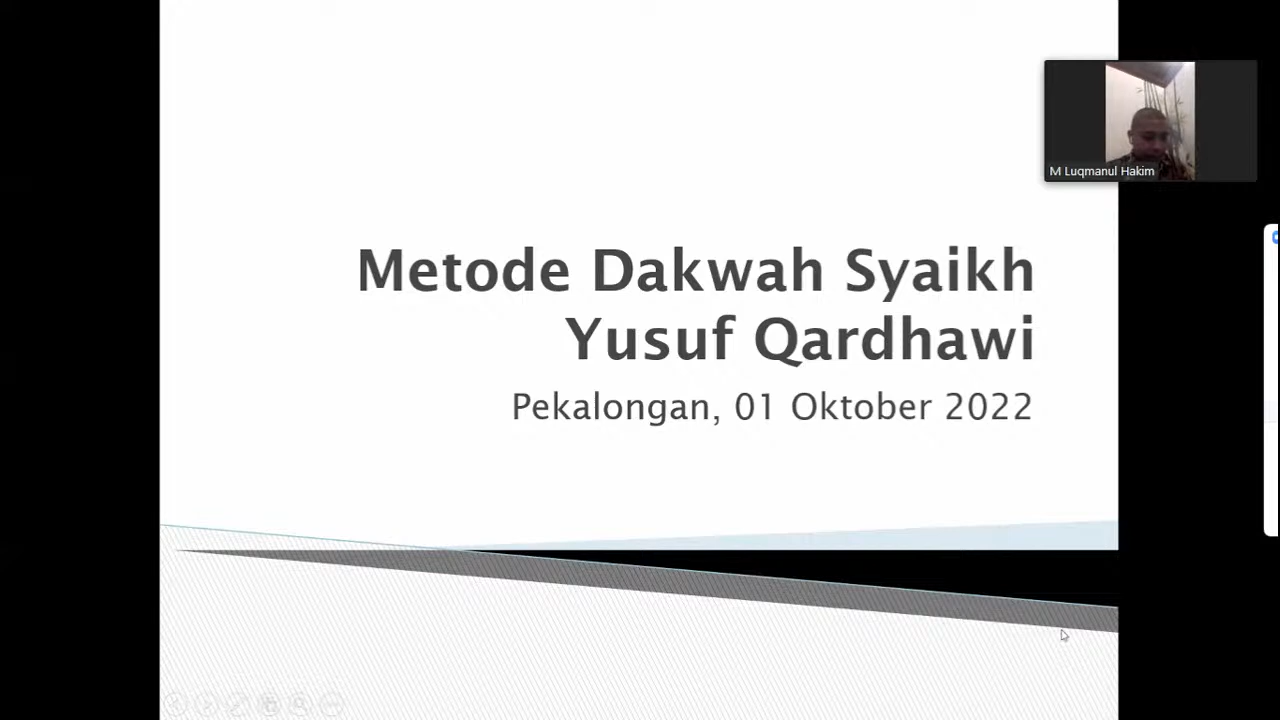 Metode Dakwah Syaikh
Yusuf Qardhawi
Pekalongan, 01 Oktober 2022
M Luqmanul Hakim